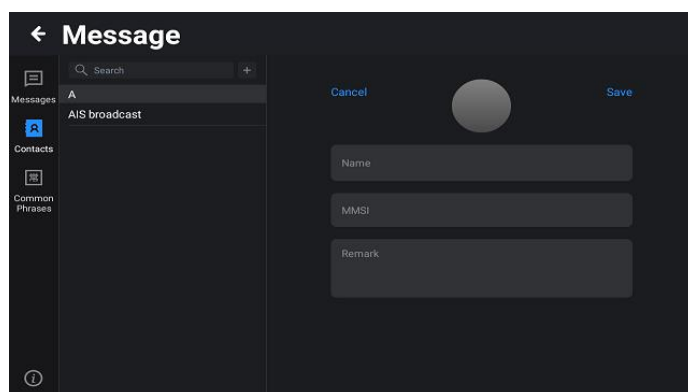 Message
Search
+
Messages
A
AIS broadcast
Contacts
Common
Phrases
Cancel
Save
Name
MMSI
Remark